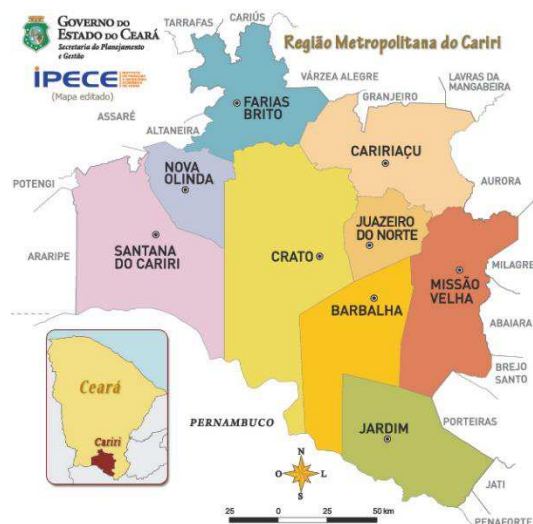 GOVERNO DO
ESTADO DO CEARÁ
Secretaria do Planejamento
e Gestão
IPECE
(Mapa editado)
Região Metropolitana do Cariri
TARRAFAS
CARIÚS
VÁRZEA ALEGRE
GRANJEIRO
LAVRAS DA
MANGABEIRA
ASSARÉ
ALTANEIRA
FARIAS
BRITO
CARIRIAÇU
AURORA
POTENGI
NOVA
OLINDA
JUAZEIRO
DO NORTE
ARARIPE
SANTANA
DO CARIRI
CRATO
MISSÃO
VELHA
MILAGRE
BARBALHA
ABAIARA
BREJO
SANTO
Ceará
Cariri
PERNAMBUCO
JARDIM
PORTEIRAS
JATI
PENAFORTE
N
O
L
S
25
0
25
50 km